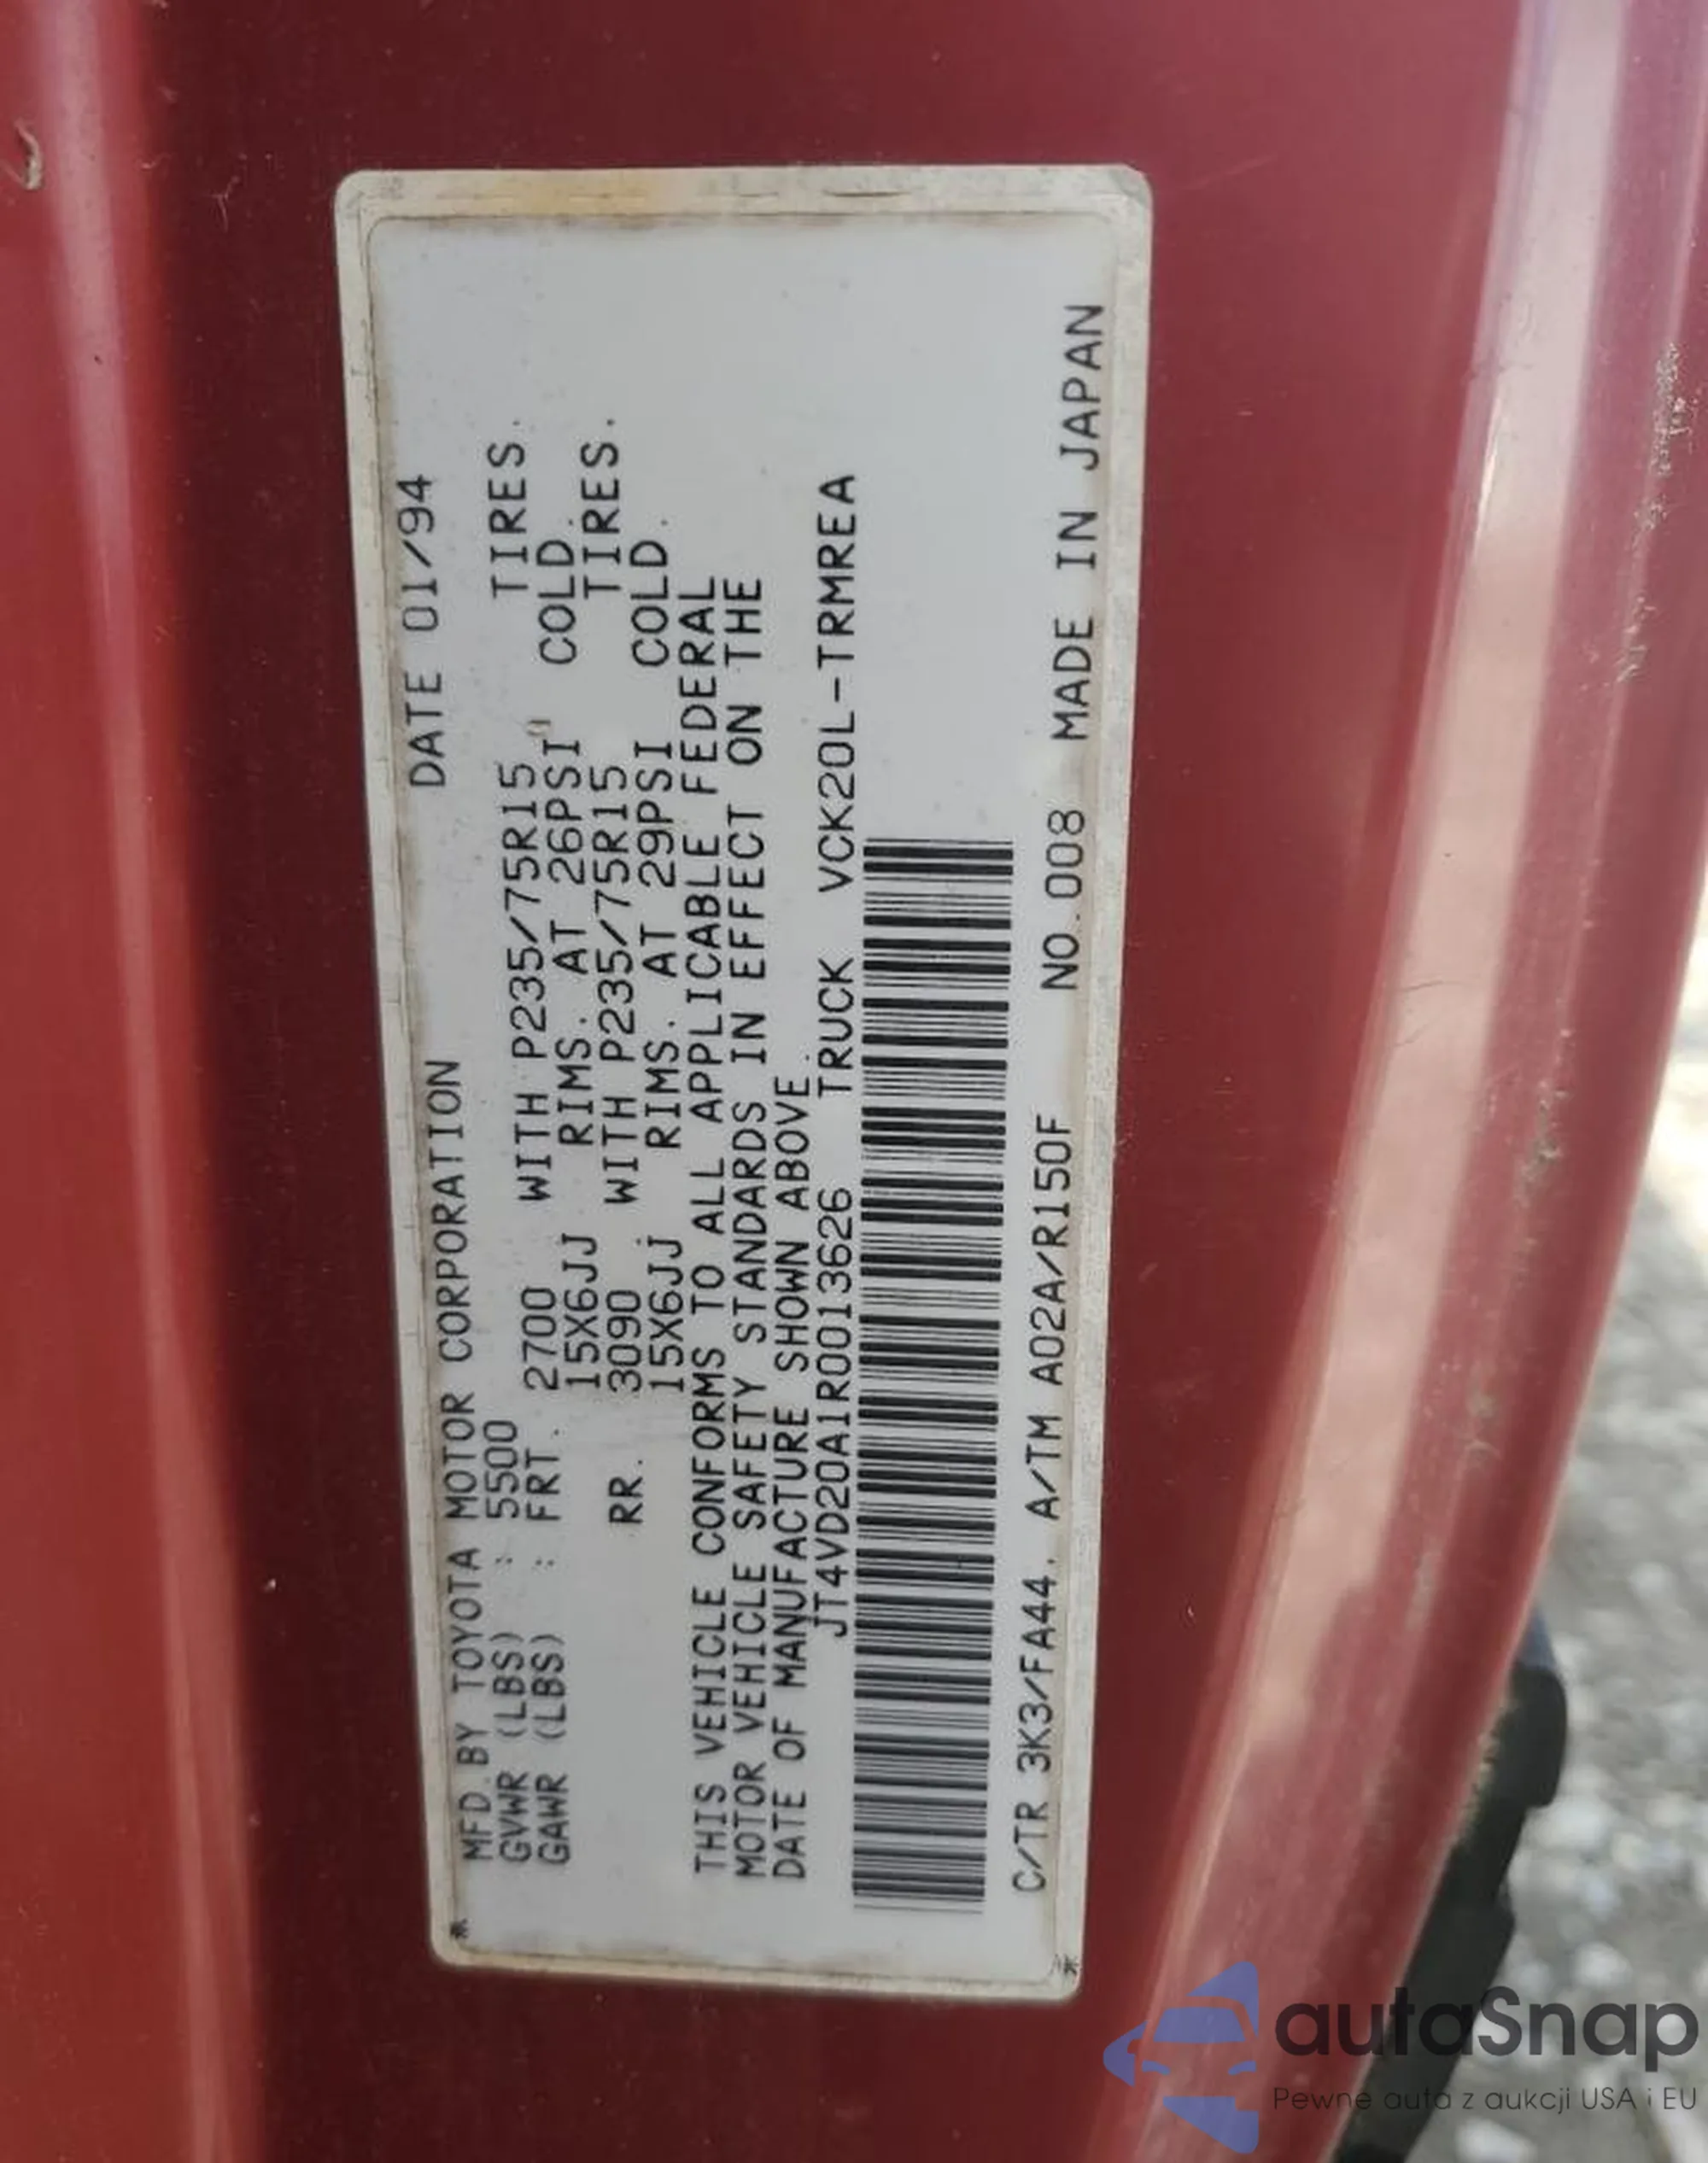 MFD.BY TOYOTA MOTOR CORPORATION DATE 01/94
GVWR (LBS) : 5500
GAWR (LBS) : FRT. 2700 WITH P235/75R15 TIRES.
15X6JJ RIMS. AT 26PSI COLD.
RR. 3090 WITH P235/75R15 TIRES.
15X6JJ RIMS. AT 29PSI COLD.
THIS VEHICLE CONFORMS TO ALL APPLICABLE FEDERAL
MOTOR VEHICLE SAFETY STANDARDS IN EFFECT ON THE
DATE OF MANUFACTURE SHOWN ABOVE.
JT4VD20A1R0013626 TRUCK VCK20L-TRMREA
C/TR 3K3/FA44. A/TM A02A/R150F NO.008 MADE IN JAPAN
autaSnap
Pewne auta z aukcji USA i EU